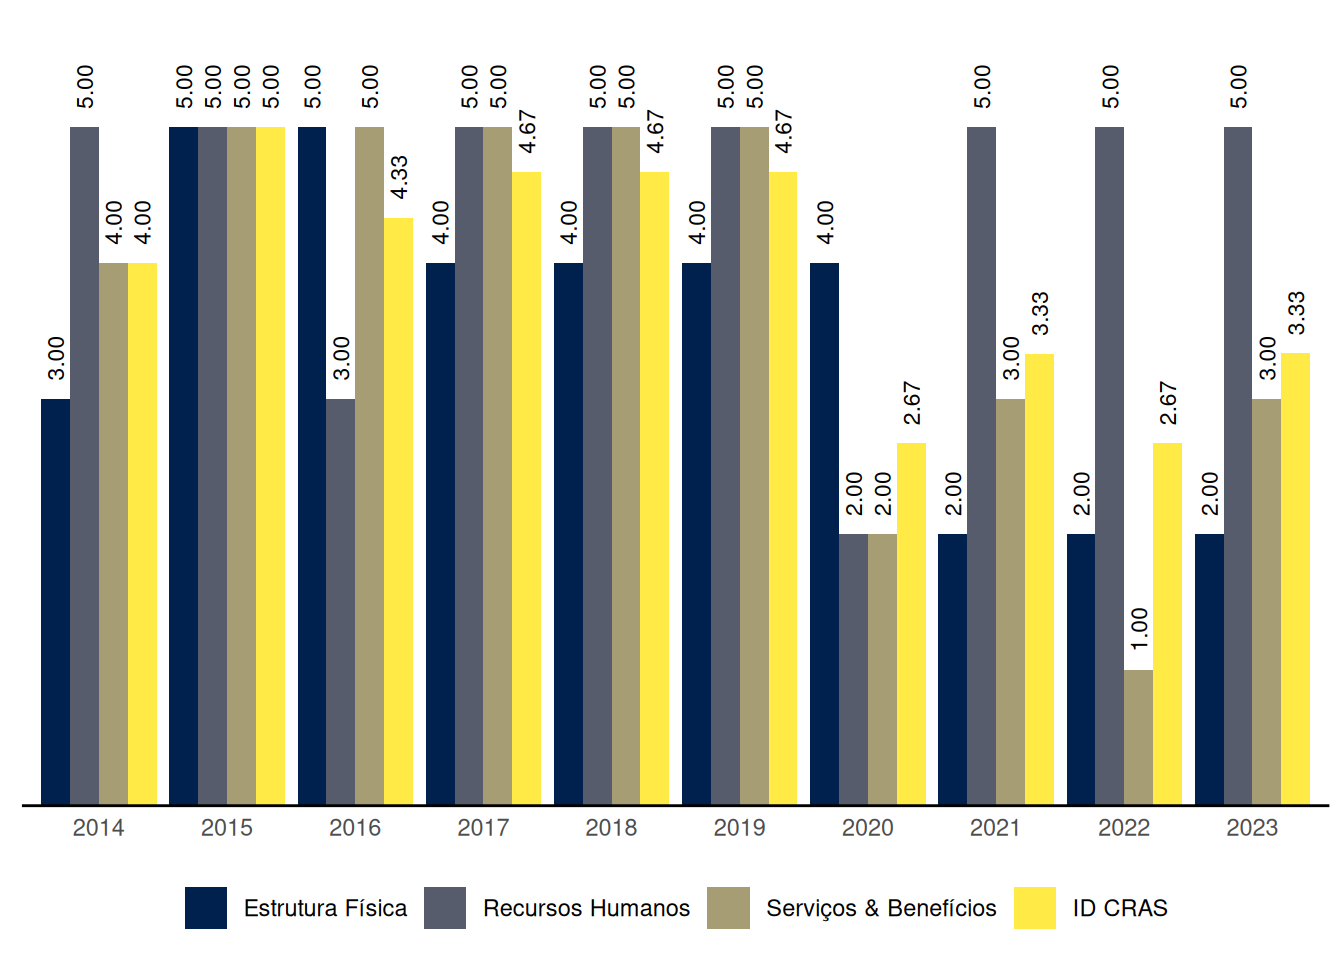 5.00 5.00 5.00 5.00 5.00 5.00 5.00 5.00 5.00 5.00 5.00 5.00 5.00 5.00 5.00 5.00
4.67 4.67 4.67
4.33
4.00 4.00 4.00 4.00 4.00 4.00
3.33 3.33
3.00 3.00 3.00 3.00
2.67 2.67
2.00 2.00 2.00 2.00 2.00
1.00
2014 2015 2016 2017 2018 2019 2020 2021 2022 2023
Estrutura Física Recursos Humanos Serviços & Benefícios ID CRAS